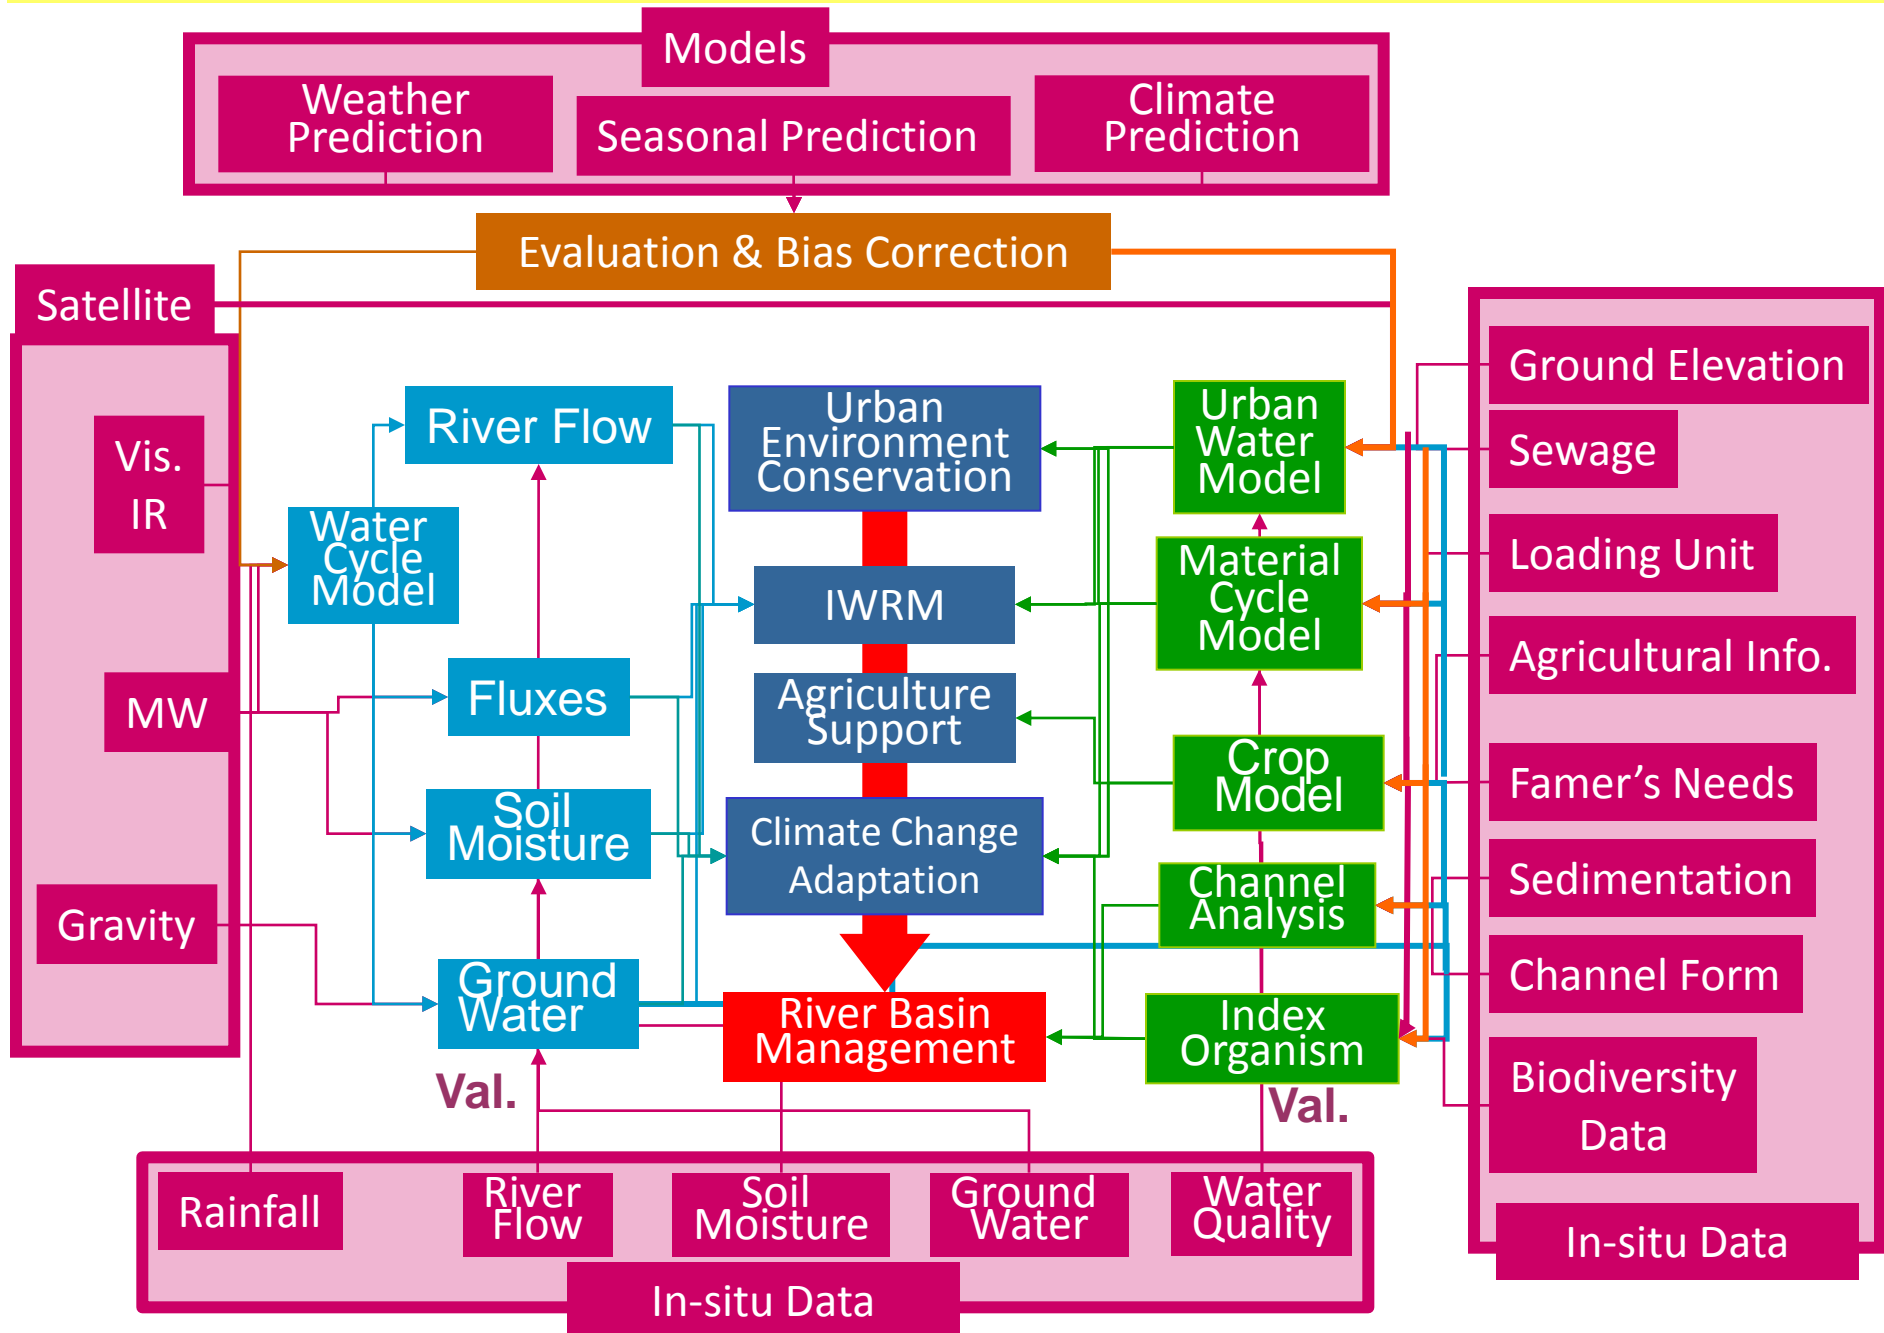 Models
Weather
Prediction
Seasonal Prediction
Climate
Prediction
Evaluation & Bias Correction
Satellite
Vis.
IR
MW
Gravity
River Flow
Water
Cycle
Model
Fluxes
Soil
Moisture
Ground
Water
Val.
Urban
Environment
Conservation
IWRM
Agriculture
Support
Climate Change
Adaptation
River Basin
Management
Urban
Water
Model
Material
Cycle
Model
Crop
Model
Channel
Analysis
Index
Organism
Val.
Ground Elevation
Sewage
Loading Unit
Agricultural Info.
Famer’s Needs
Sedimentation
Channel Form
Biodiversity
Data
In-situ Data
Rainfall
River
Flow
Soil
Moisture
Ground
Water
Water
Quality
In-situ Data